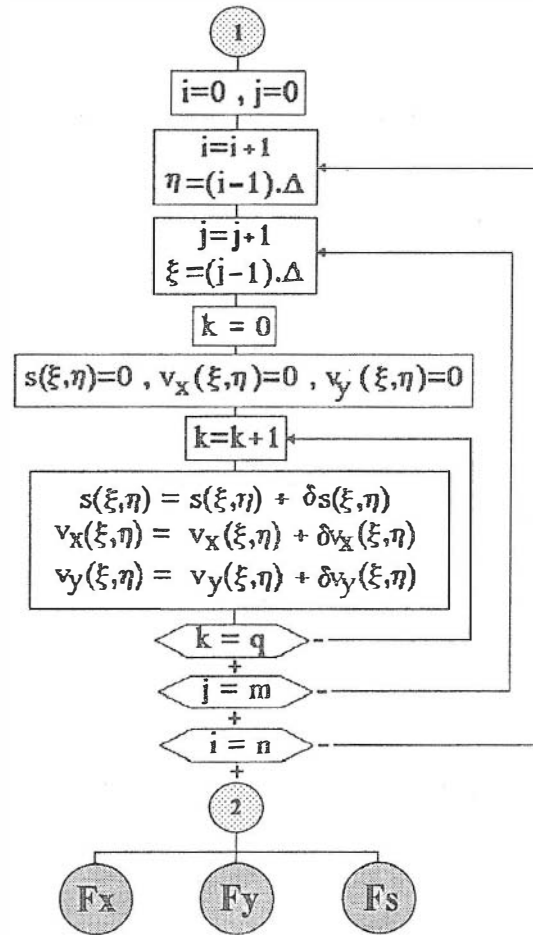 1
i=0 , j=0
i=i+1
η=(i-1).Δ
j=j+1
ξ=(j-1).Δ
k = 0
s(ξ,η)=0 , vx(ξ,η)=0 , vy (ξ,η)=0
k=k+1
s(ξ,η) = s(ξ,η) + δs(ξ,η)
vx(ξ,η) = vx(ξ,η) + δvx(ξ,η)
vy(ξ,η) = vy(ξ,η) + δvy(ξ,η)
k = q -
+
j = m -
+
i = n -
+
2
Fx Fy Fs